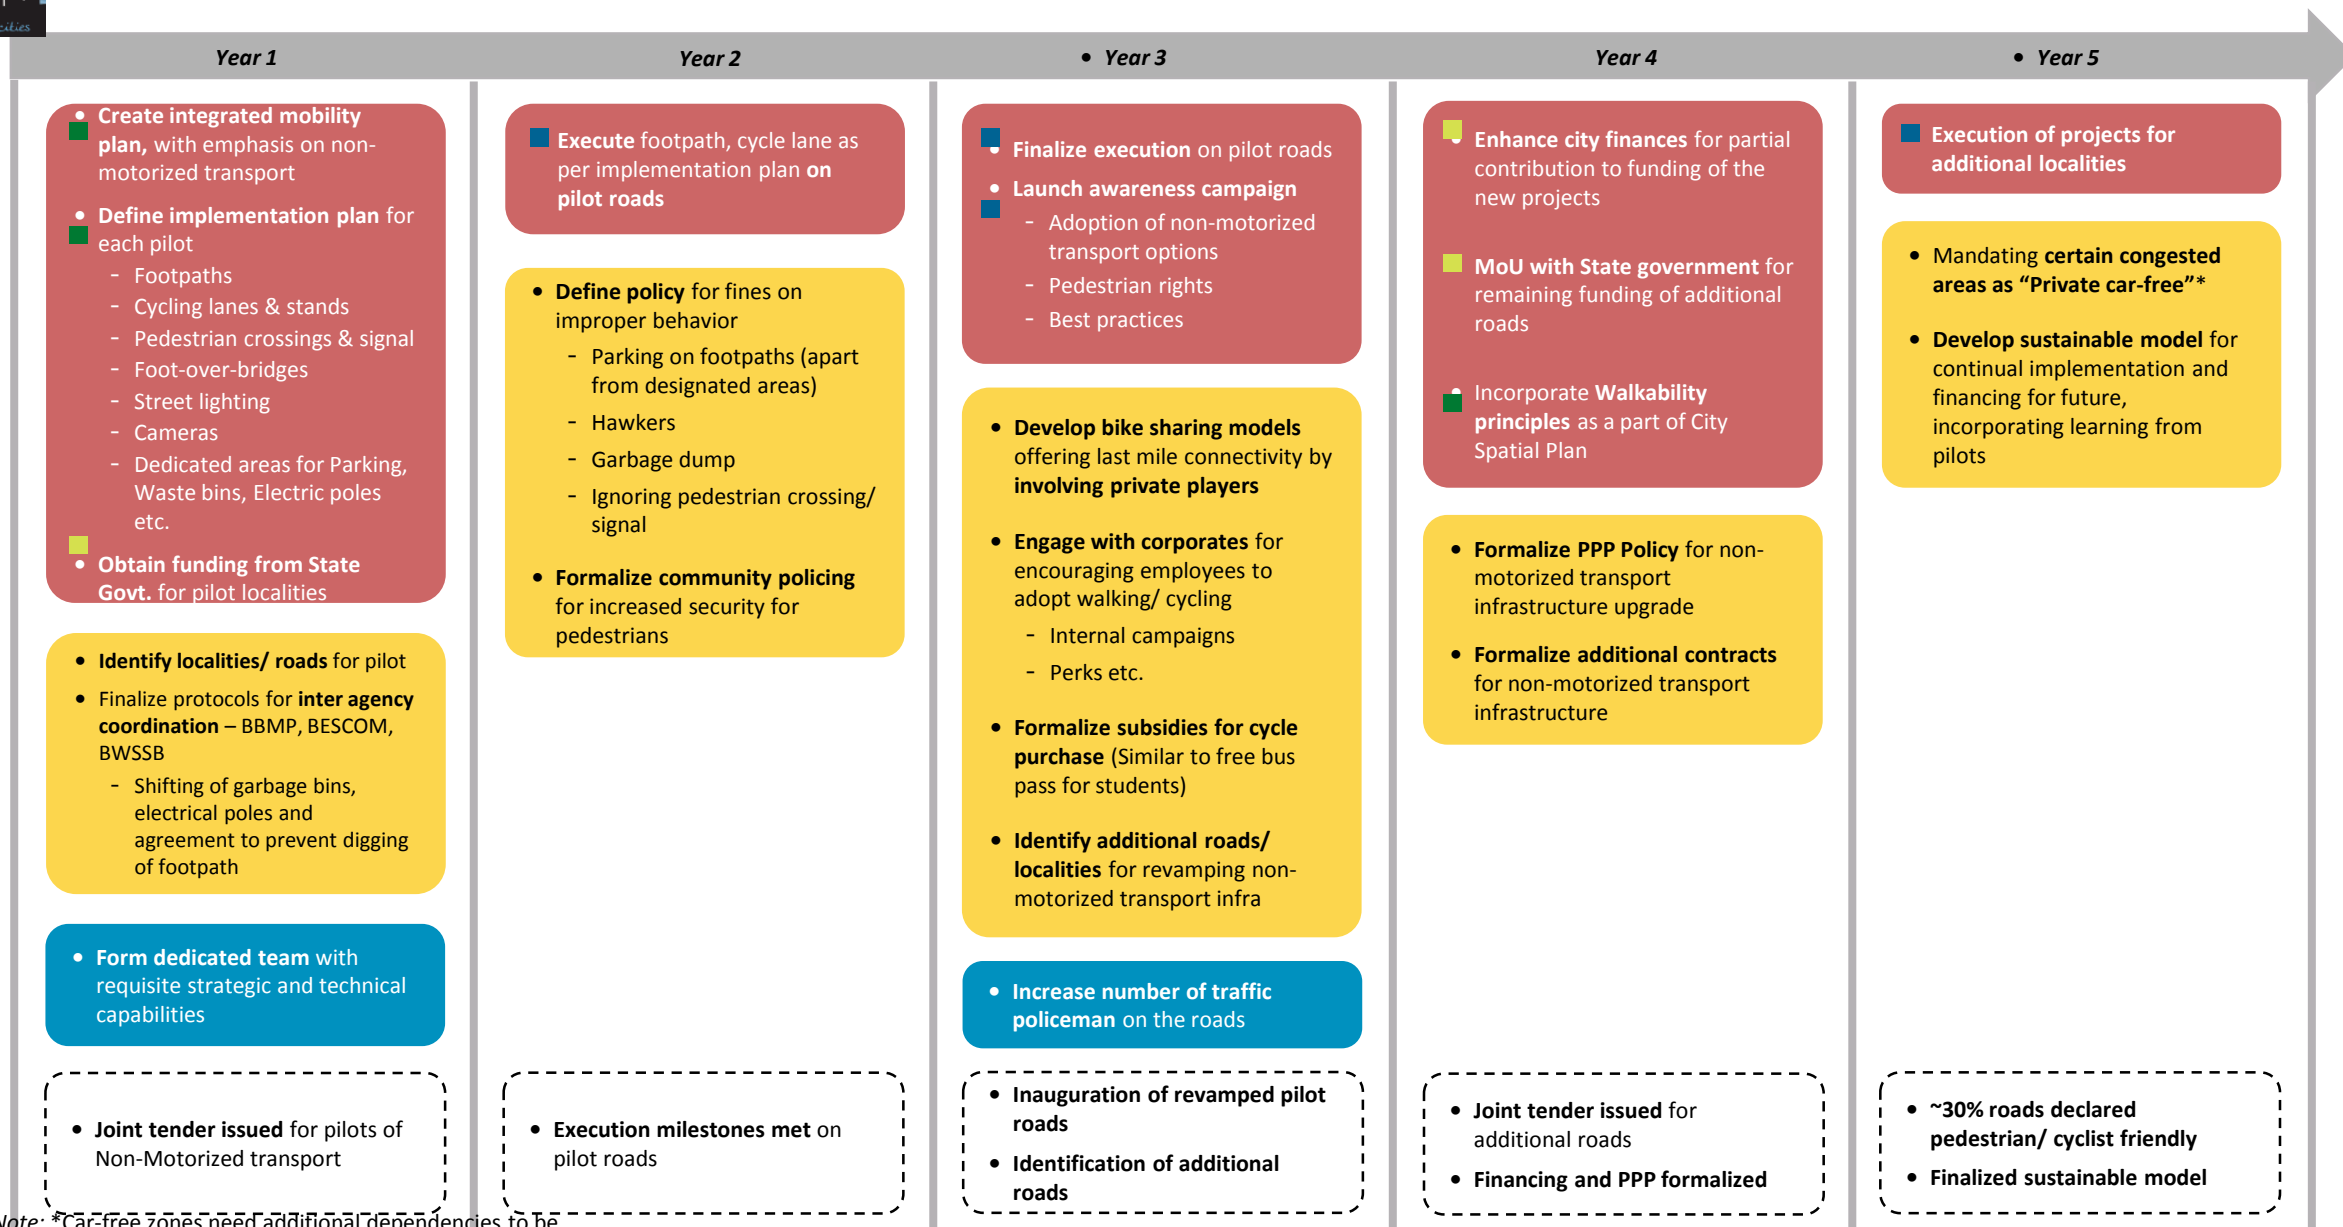 cities
Year 1
Year 2
• Year 3
Year 4
• Year 5
• Create integrated mobility
plan, with emphasis on non-
motorized transport
• Define implementation plan for
each pilot
- Footpaths
- Cycling lanes & stands
- Pedestrian crossings & signal
- Foot-over-bridges
- Street lighting
- Cameras
- Dedicated areas for Parking,
Waste bins, Electric poles
etc.
• Obtain funding from State
Govt. for pilot localities
• Identify localities/ roads for pilot
• Finalize protocols for inter agency
coordination – BBMP, BESCOM,
BWSSB
- Shifting of garbage bins,
electrical poles and
agreement to prevent digging
of footpath
• Form dedicated team with
requisite strategic and technical
capabilities
• Joint tender issued for pilots of
Non-Motorized transport
Execute footpath, cycle lane as
per implementation plan on
pilot roads
• Define policy for fines on
improper behavior
- Parking on footpaths (apart
from designated areas)
- Hawkers
- Garbage dump
- Ignoring pedestrian crossing/
signal
• Formalize community policing
for increased security for
pedestrians
• Execution milestones met on
pilot roads
• Finalize execution on pilot roads
• Launch awareness campaign
- Adoption of non-motorized
transport options
- Pedestrian rights
- Best practices
• Develop bike sharing models
offering last mile connectivity by
involving private players
• Engage with corporates for
encouraging employees to
adopt walking/ cycling
- Internal campaigns
- Perks etc.
• Formalize subsidies for cycle
purchase (Similar to free bus
pass for students)
• Identify additional roads/
localities for revamping non-
motorized transport infra
• Increase number of traffic
policeman on the roads
• Inauguration of revamped pilot
roads
• Identification of additional
roads
• Enhance city finances for partial
contribution to funding of the
new projects
MoU with State government for
remaining funding of additional
roads
• Incorporate Walkability
principles as a part of City
Spatial Plan
• Formalize PPP Policy for non-
motorized transport
infrastructure upgrade
• Formalize additional contracts
for non-motorized transport
infrastructure
• Joint tender issued for
additional roads
• Financing and PPP formalized
Execution of projects for
additional localities
• Mandating certain congested
areas as “Private car-free”*
• Develop sustainable model for
continual implementation and
financing for future,
incorporating learning from
pilots
• ~30% roads declared
pedestrian/ cyclist friendly
• Finalized sustainable model
Note: *Car-free zones need additional dependencies to be